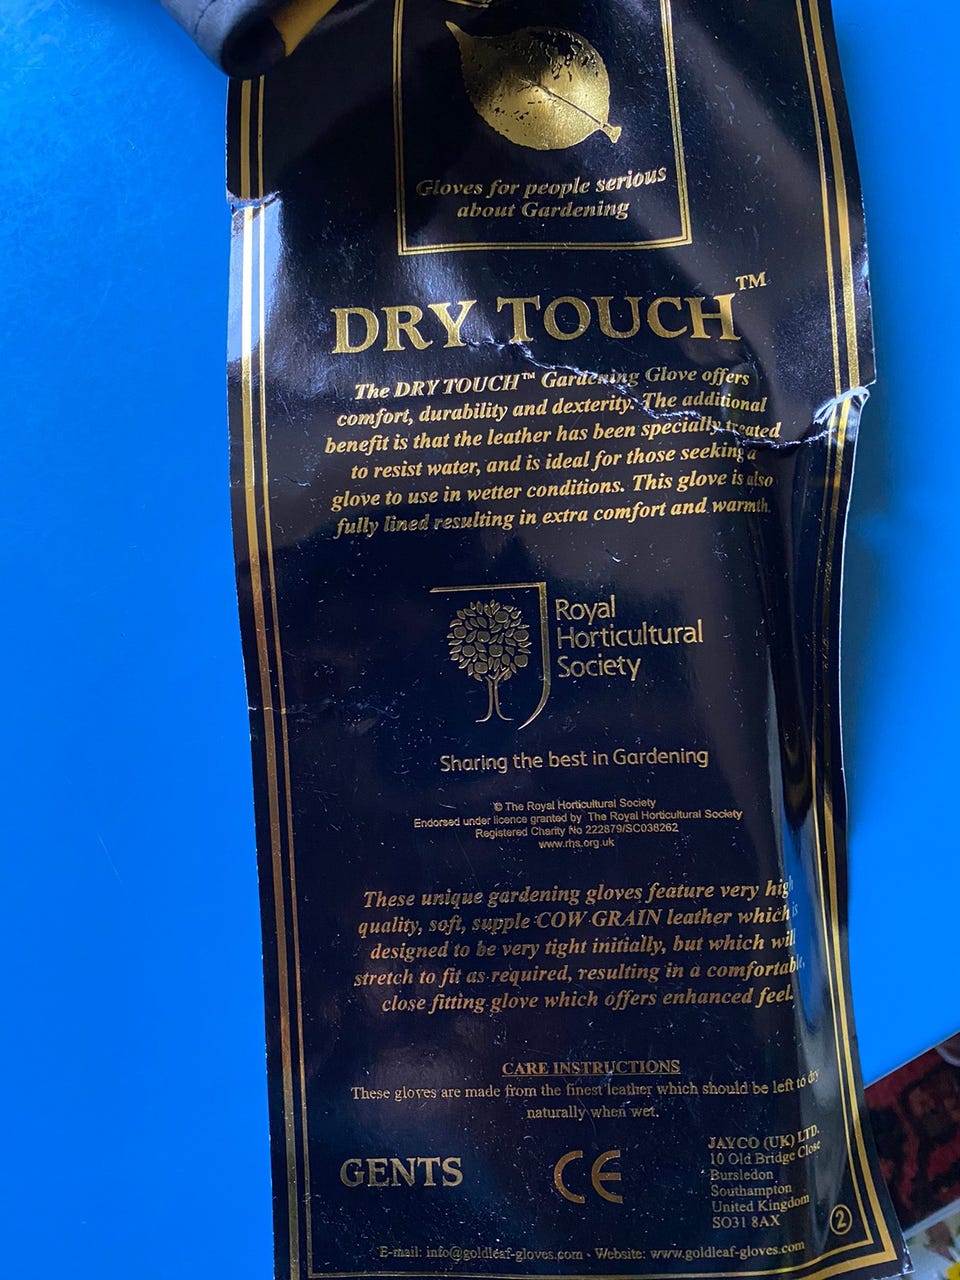 Gloves for people serious
about Gardening
DRY TOUCH™
The DRY TOUCH™ Gardening Glove offers
comfort, durability and dexterity. The additional
benefit is that the leather has been specially treated
to resist water, and is ideal for those seeking a
glove to use in wetter conditions. This glove is also
fully lined resulting in extra comfort and warmth.
Royal
Horticultural
Society
Sharing the best in Gardening
© The Royal Horticultural Society
Endorsed under licence granted by The Royal Horticultural Society
Registered Charity No 222879/SC038262
www.rhs.org.uk
These unique gardening gloves feature very high
quality, soft, supple COW GRAIN leather which is
designed to be very tight initially, but which will
stretch to fit as required, resulting in a comfortable,
close fitting glove which offers enhanced feel.
CARE INSTRUCTIONS
These gloves are made from the finest leather which should be left to dry
naturally when wet.
GENTS
CE
JAYCO (UK) LTD.
10 Old Bridge Close
Bursledon
Southampton
United Kingdom
SO31 8AX
2
E-mail: info@goldleaf-gloves.com - Website: www.goldleaf-gloves.com